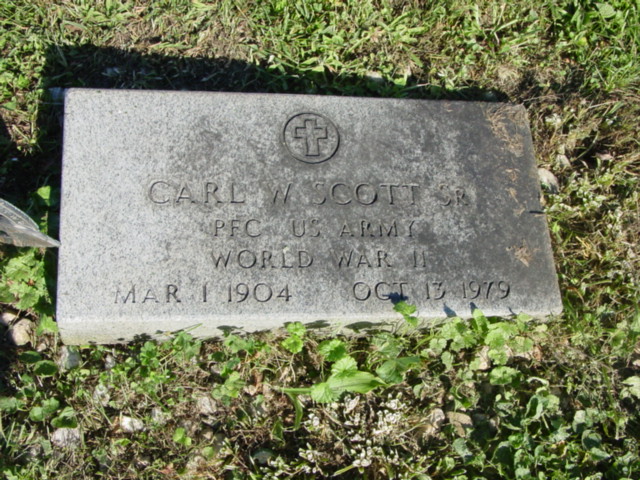 CARL W SCOTT SR
PFC US ARMY
WORLD WAR II
MAR 1 1904 OCT 13 1979